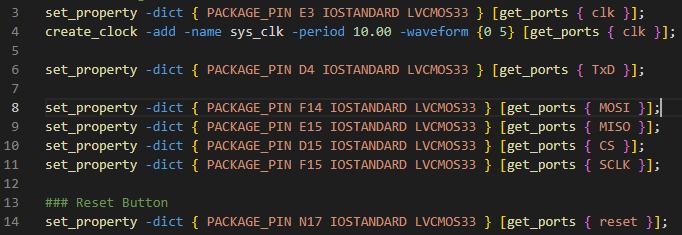 3 set_property -dict { PACKAGE_PIN E3 IOSTANDARD LVCMOS33 } [get_ports { clk }];
4 create_clock -add -name sys_clk -period 10.00 -waveform {0 5} [get_ports { clk }];
5
6 set_property -dict { PACKAGE_PIN D4 IOSTANDARD LVCMOS33 } [get_ports { TxD }];
7
8 set_property -dict { PACKAGE_PIN F14 IOSTANDARD LVCMOS33 } [get_ports { MOSI }];
9 set_property -dict { PACKAGE_PIN E15 IOSTANDARD LVCMOS33 } [get_ports { MISO }];
10 set_property -dict { PACKAGE_PIN D15 IOSTANDARD LVCMOS33 } [get_ports { CS }];
11 set_property -dict { PACKAGE_PIN F15 IOSTANDARD LVCMOS33 } [get_ports { SCLK }];
12
13 ### Reset Button
14 set_property -dict { PACKAGE_PIN N17 IOSTANDARD LVCMOS33 } [get_ports { reset }];